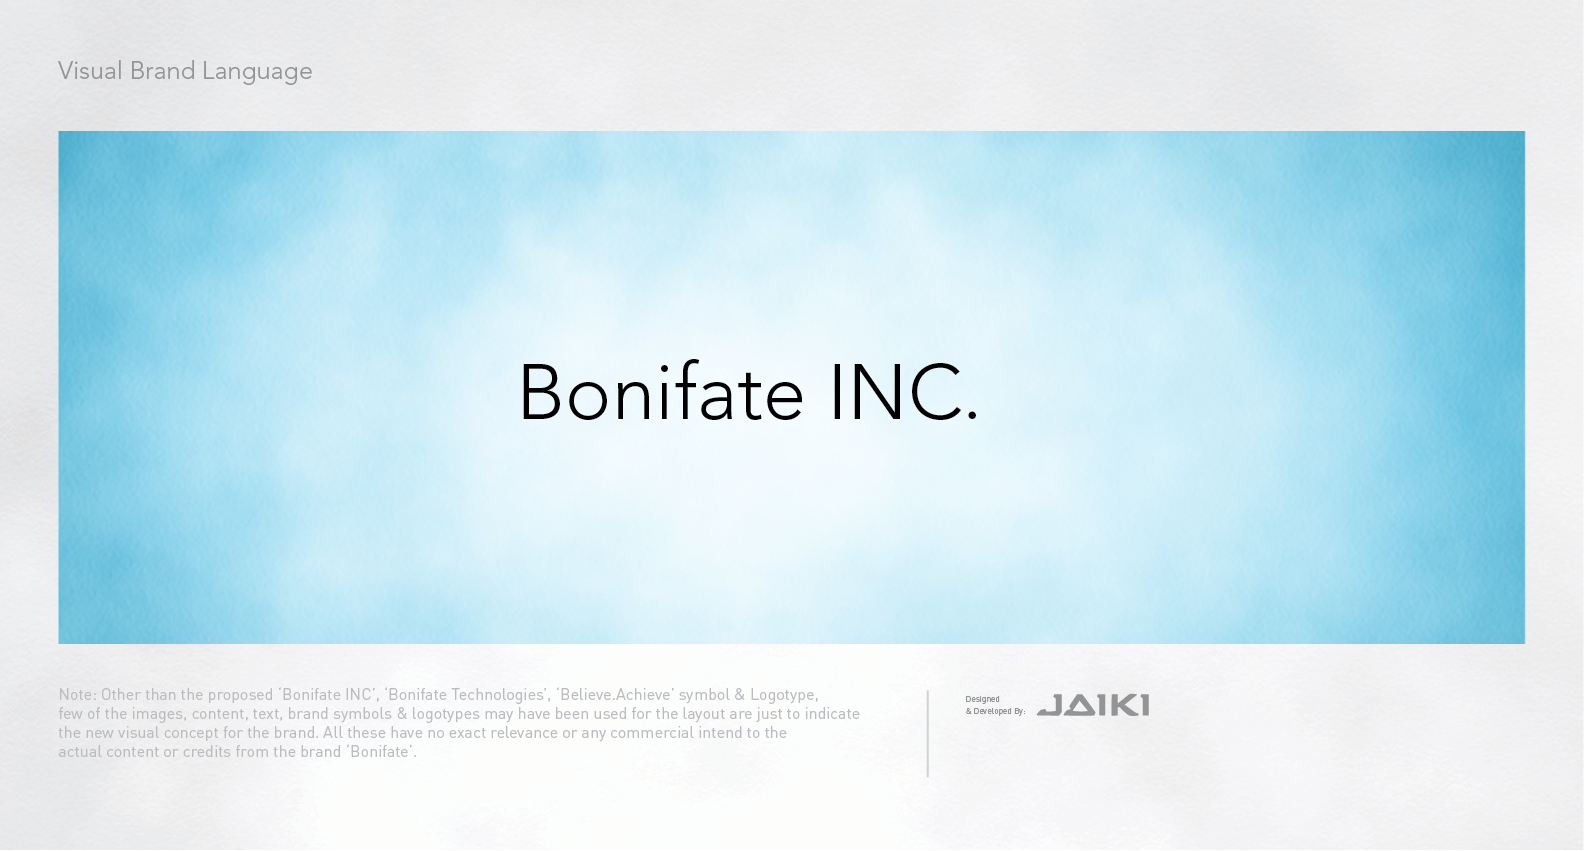 Visual Brand Language
Bonifate INC.
Note: Other than the proposed 'Bonifate INC', 'Bonifate Technologies', 'Believe.Achieve' symbol & Logotype,
few of the images, content, text, brand symbols & logotypes may have been used for the layout are just to indicate
the new visual concept for the brand. All these have no exact relevance or any commercial intend to the
actual content or credits from the brand 'Bonifate'.
Designed
& Developed By:
JAIKI